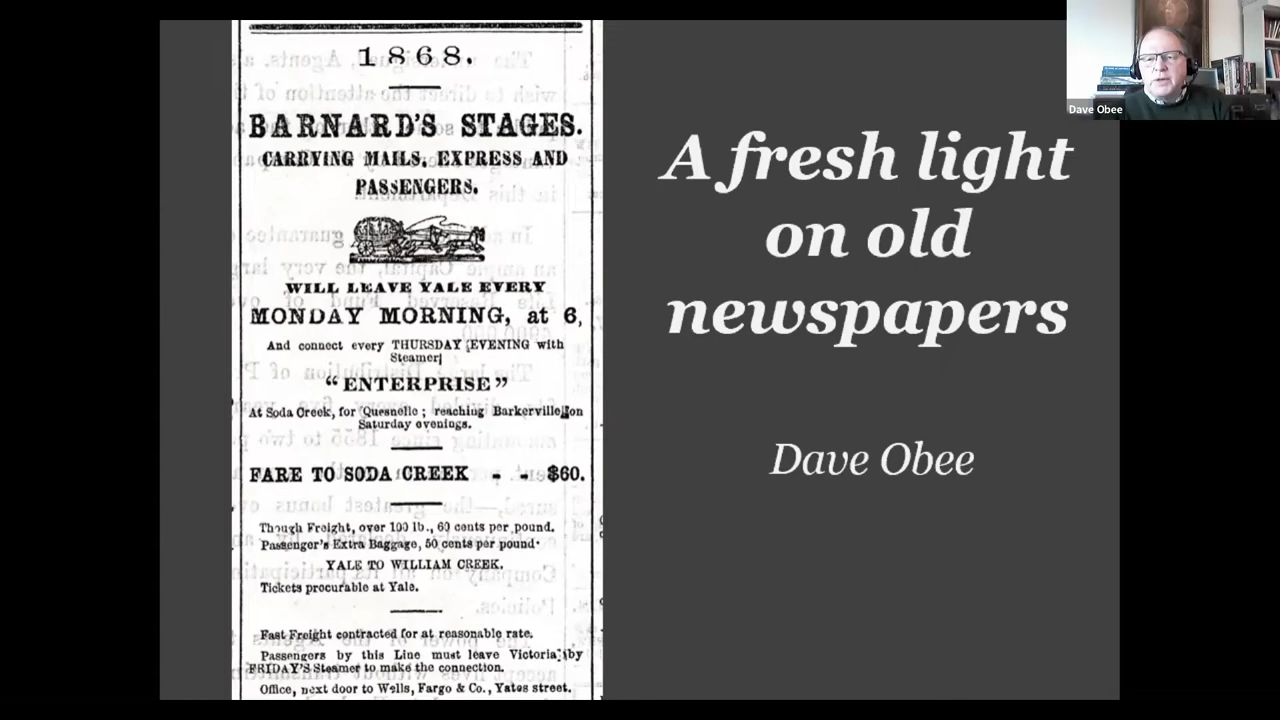 1868.
BARNARD'S STAGES.
CARRYING MAILS, EXPRESS AND
PASSENGERS.
WILL LEAVE YALE EVERY
MONDAY MORNING, at 6,
And connect every THURSDAY EVENING with
Steamer
"ENTERPRISE"
At Soda Creek, for Quesnelle ; reaching Barkerville on
Saturday evenings.
FARE TO SODA CREEK - - $60.
Though Freight, over 100 lb., 60 cents per pound.
Passenger's Extra Baggage, 50 cents per pound.
YALE TO WILLIAM CREEK.
Tickets procurable at Yale.
Fast Freight contracted for at reasonable rate.
Passengers by this Line must leave Victoria by
FRIDAY'S Steamer to make the connection.
Office, next door to Wells, Fargo & Co., Yates street.
A fresh light
on old
newspapers
Dave Obee
Dave Obee